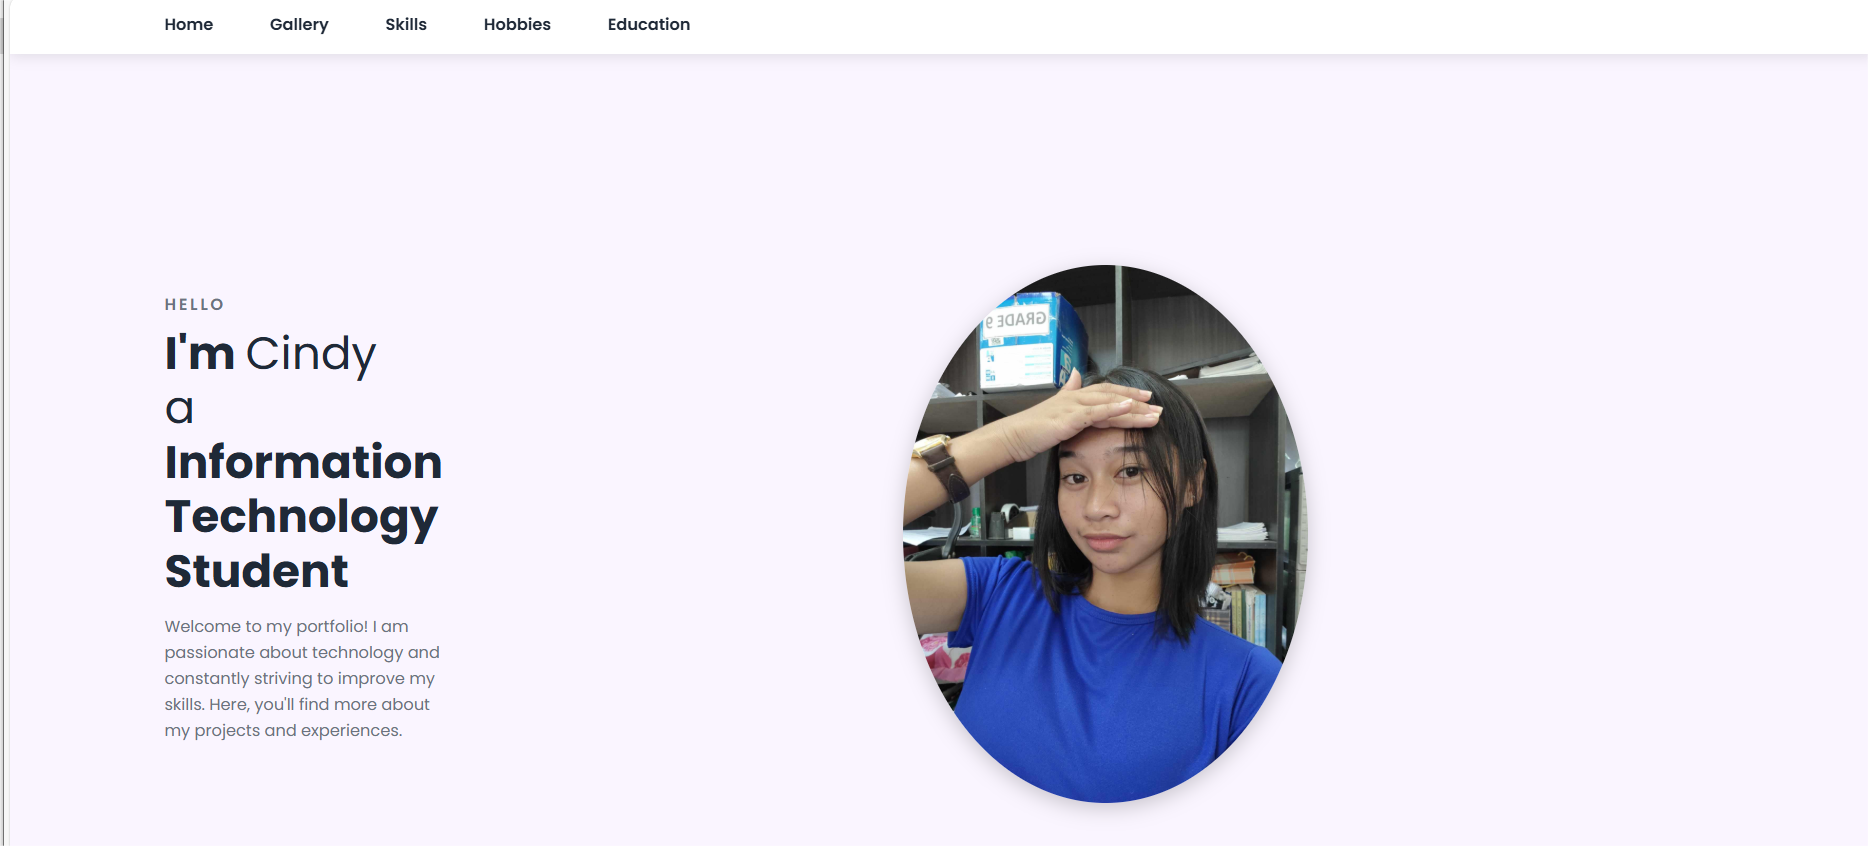 Home Gallery Skills Hobbies Education
HELLO
I'm Cindy
a
Information
Technology
Student
Welcome to my portfolio! I am
passionate about technology and
constantly striving to improve my
skills. Here, you'll find more about
my projects and experiences.
GRADE 9